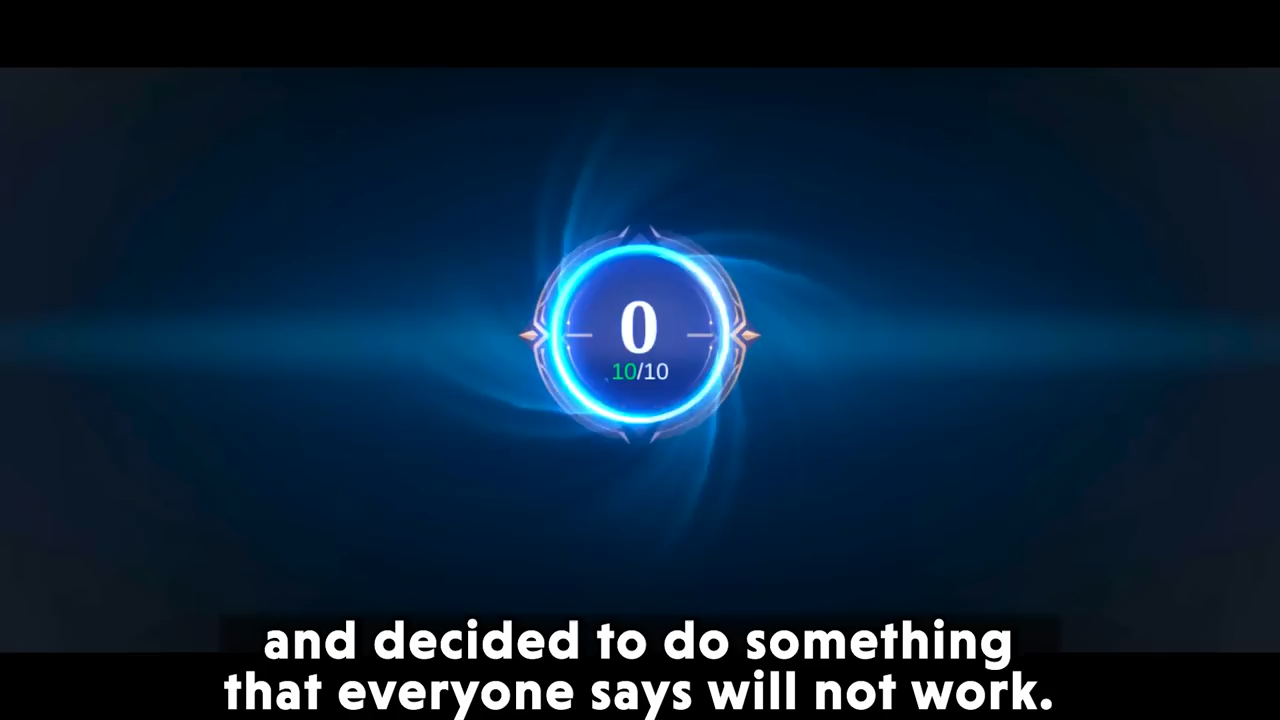 0
10/10
and decided to do something
that everyone says will not work.